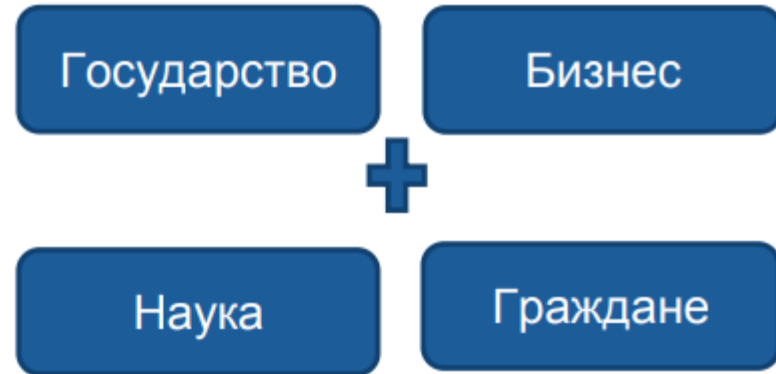 Государство
Бизнес
Наука
Граждане